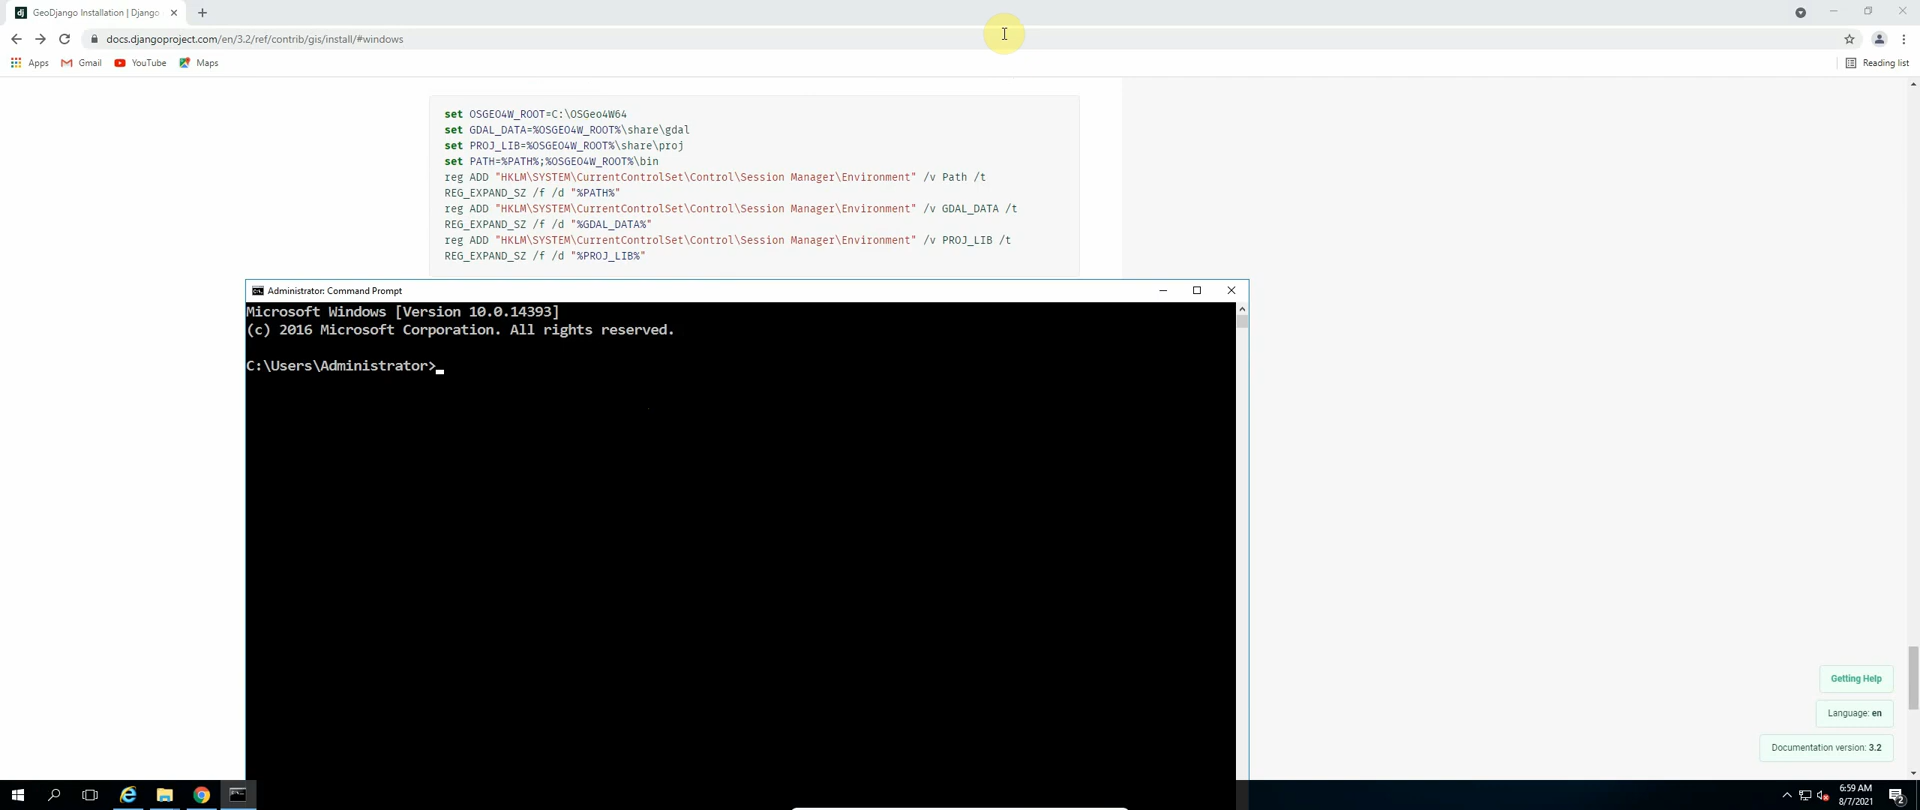 GeoDjango Installation | Django
docs.djangoproject.com/en/3.2/ref/contrib/gis/install/#windows
Apps Gmail YouTube Maps Reading list
set OSGEO4W_ROOT=C:\OSGeo4W64
set GDAL_DATA=%OSGEO4W_ROOT%\share\gdal
set PROJ_LIB=%OSGEO4W_ROOT%\share\proj
set PATH=%PATH%;%OSGEO4W_ROOT%\bin
reg ADD "HKLM\SYSTEM\CurrentControlSet\Control\Session Manager\Environment" /v Path /t
REG_EXPAND_SZ /f /d "%PATH%"
reg ADD "HKLM\SYSTEM\CurrentControlSet\Control\Session Manager\Environment" /v GDAL_DATA /t
REG_EXPAND_SZ /f /d "%GDAL_DATA%"
reg ADD "HKLM\SYSTEM\CurrentControlSet\Control\Session Manager\Environment" /v PROJ_LIB /t
REG_EXPAND_SZ /f /d "%PROJ_LIB%"
Administrator: Command Prompt
Microsoft Windows [Version 10.0.14393]
(c) 2016 Microsoft Corporation. All rights reserved.
C:\Users\Administrator>
Getting Help
Language: en
Documentation version: 3.2
6:59 AM
8/7/2021
2